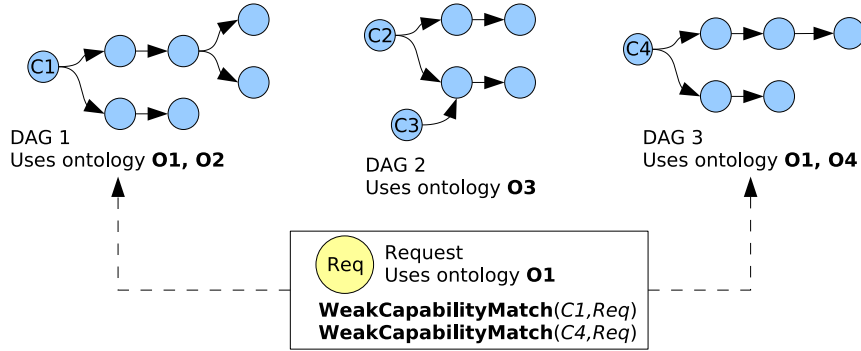 C1
DAG 1
Uses ontology O1, O2
C2
C3
DAG 2
Uses ontology O3
C4
DAG 3
Uses ontology O1, O4
Req
Request
Uses ontology O1
WeakCapabilityMatch(C1,Req)
WeakCapabilityMatch(C4,Req)